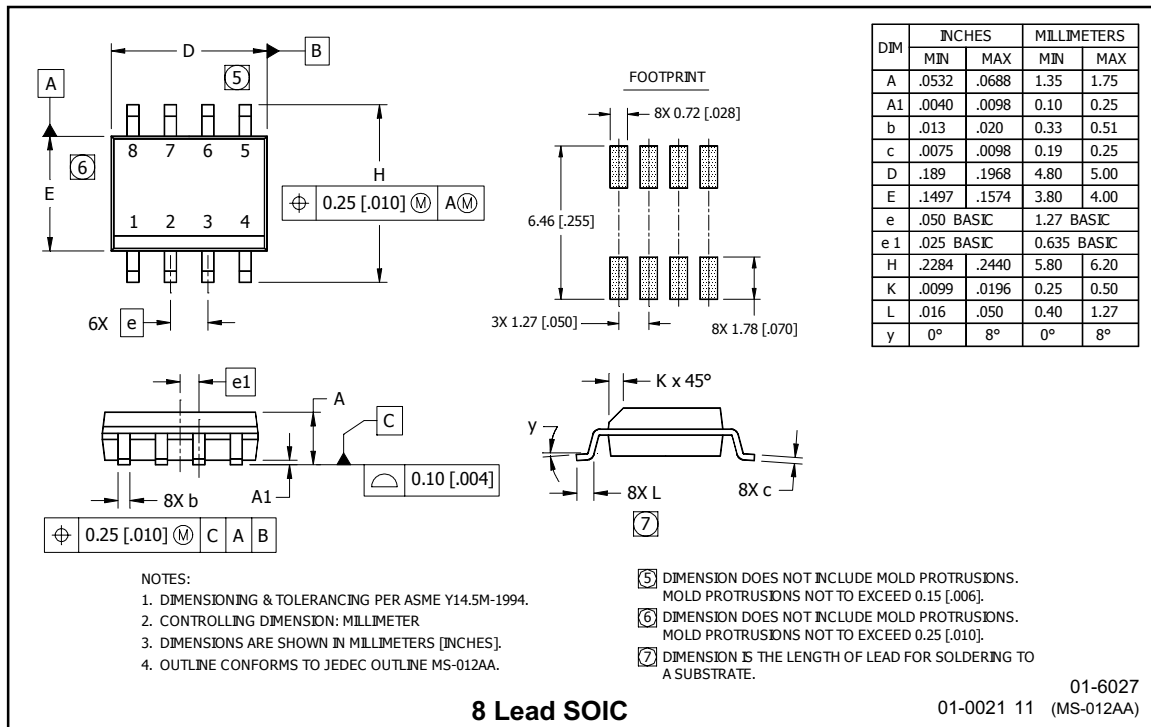 D
B
5
A
8 7 6 5
6
E
H
⌖ 0.25 [.010] Ⓜ A Ⓜ
1 2 3 4
6X e
FOOTPRINT
8X 0.72 [.028]
6.46 [.255]
3X 1.27 [.050]
8X 1.78 [.070]
DIM INCHES MILLIMETERS
MIN MAX MIN MAX
A .0532 .0688 1.35 1.75
A1 .0040 .0098 0.10 0.25
b .013 .020 0.33 0.51
c .0075 .0098 0.19 0.25
D .189 .1968 4.80 5.00
E .1497 .1574 3.80 4.00
e .050 BASIC 1.27 BASIC
e 1 .025 BASIC 0.635 BASIC
H .2284 .2440 5.80 6.20
K .0099 .0196 0.25 0.50
L .016 .050 0.40 1.27
y 0° 8° 0° 8°
e1
A
C
⌓ 0.10 [.004]
A1
8X b
⌖ 0.25 [.010] Ⓜ C A B
K x 45°
y
8X L
7
8X c
NOTES:
1. DIMENSIONING & TOLERANCING PER ASME Y14.5M-1994.
2. CONTROLLING DIMENSION: MILLIMETER
3. DIMENSIONS ARE SHOWN IN MILLIMETERS [INCHES].
4. OUTLINE CONFORMS TO JEDEC OUTLINE MS-012AA.
5 DIMENSION DOES NOT INCLUDE MOLD PROTRUSIONS.
MOLD PROTRUSIONS NOT TO EXCEED 0.15 [.006].
6 DIMENSION DOES NOT INCLUDE MOLD PROTRUSIONS.
MOLD PROTRUSIONS NOT TO EXCEED 0.25 [.010].
7 DIMENSION IS THE LENGTH OF LEAD FOR SOLDERING TO
A SUBSTRATE.
8 Lead SOIC
01-6027
01-0021 11 (MS-012AA)